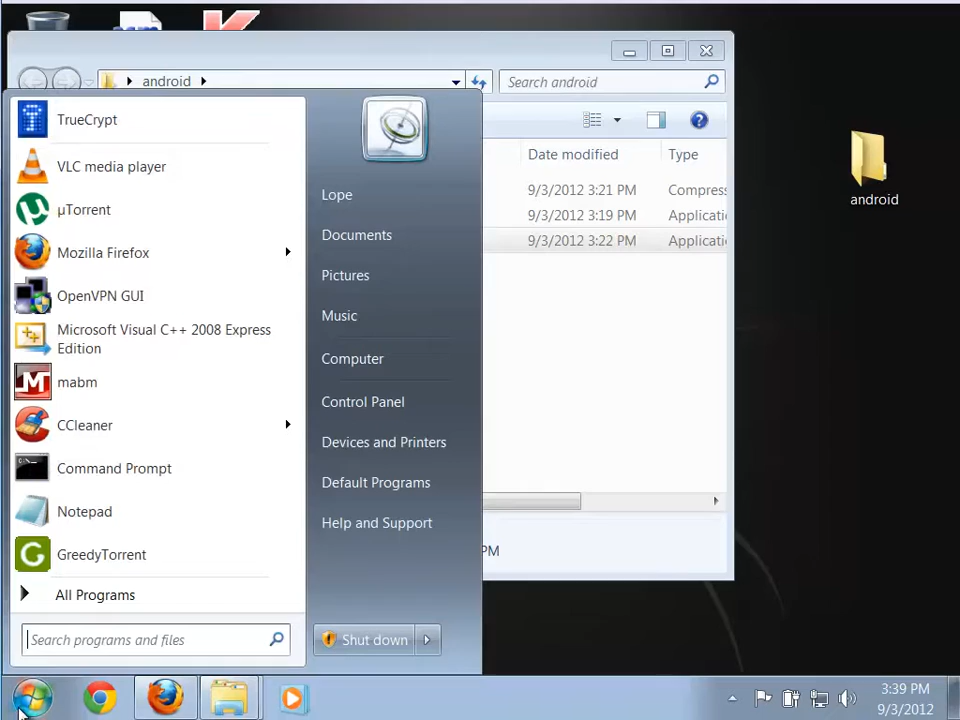 android
Search android
TrueCrypt
VLC media player
µTorrent
Mozilla Firefox
OpenVPN GUI
Microsoft Visual C++ 2008 Express
Edition
mabm
CCleaner
Command Prompt
Notepad
GreedyTorrent
All Programs
Search programs and files
Lope
Documents
Pictures
Music
Computer
Control Panel
Devices and Printers
Default Programs
Help and Support
Shut down
Date modified Type
9/3/2012 3:21 PM Compress
9/3/2012 3:19 PM Applicati
9/3/2012 3:22 PM Applicati
PM
android
3:39 PM
9/3/2012